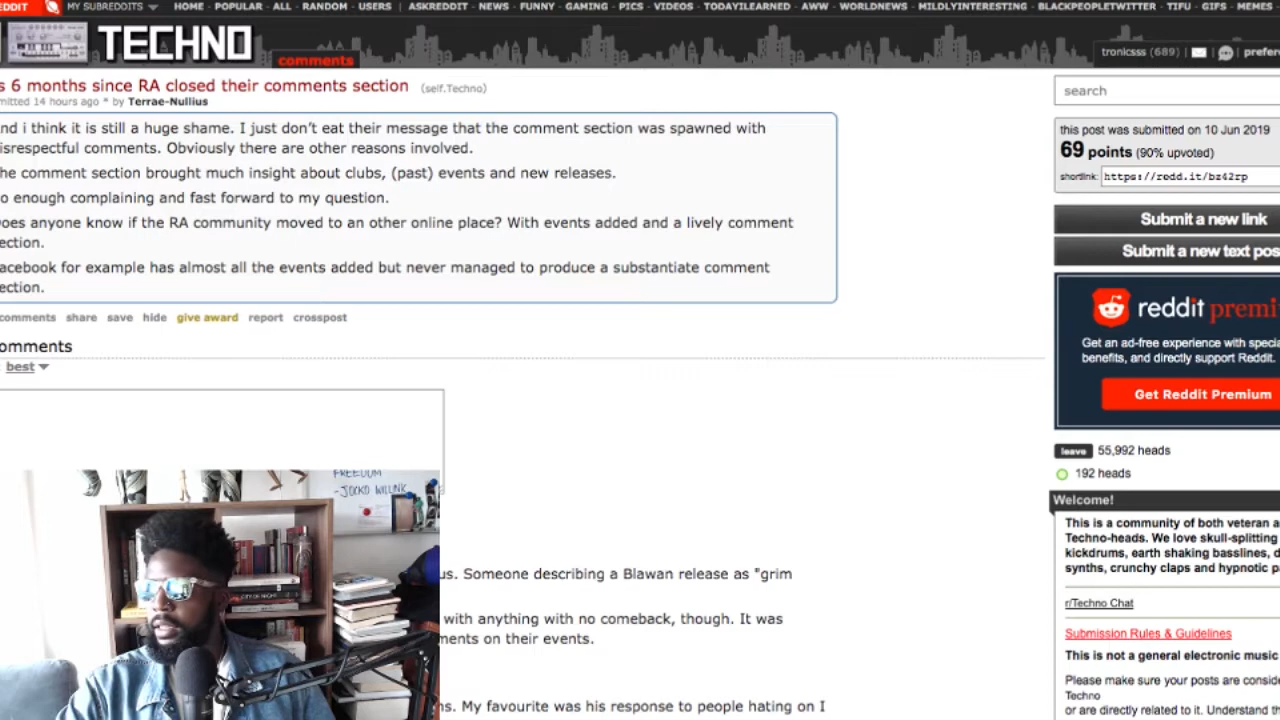 EDDIT MY SUBREDDITS HOME - POPULAR - ALL - RANDOM - USERS | ASKREDDIT - NEWS - FUNNY - GAMING - PICS - VIDEOS - TODAYILEARNED - AWW - WORLDNEWS - MILDLYINTERESTING - BLACKPEOPLETWITTER - TIFU - GIFS - MEMES -
TECHNO
comments
tronicsss (689) | | | prefere
s 6 months since RA closed their comments section (self.Techno)
mitted 14 hours ago * by Terrae-Nullius
nd i think it is still a huge shame. I just don't eat their message that the comment section was spawned with
isrespectful comments. Obviously there are other reasons involved.
he comment section brought much insight about clubs, (past) events and new releases.
o enough complaining and fast forward to my question.
oes anyone know if the RA community moved to an other online place? With events added and a lively comment
ection.
acebook for example has almost all the events added but never managed to produce a substantiate comment
ection.
comments share save hide give award report crosspost
omments
best
FREEDOM
-JOCKO WILLINK
CITY OF NIGHT
us. Someone describing a Blawan release as "grim
with anything with no comeback, though. It was
ments on their events.
ns. My favourite was his response to people hating on I
search
this post was submitted on 10 Jun 2019
69 points (90% upvoted)
shortlink: https://redd.it/bz42rp
Submit a new link
Submit a new text pos
reddit premi
Get an ad-free experience with specia
benefits, and directly support Reddit.
Get Reddit Premium
leave 55,992 heads
192 heads
Welcome!
This is a community of both veteran a
Techno-heads. We love skull-splitting
kickdrums, earth shaking basslines, d
synths, crunchy claps and hypnotic p
r/Techno Chat
Submission Rules & Guidelines
This is not a general electronic music
Please make sure your posts are conside
Techno
or are directly related to it. Understand th